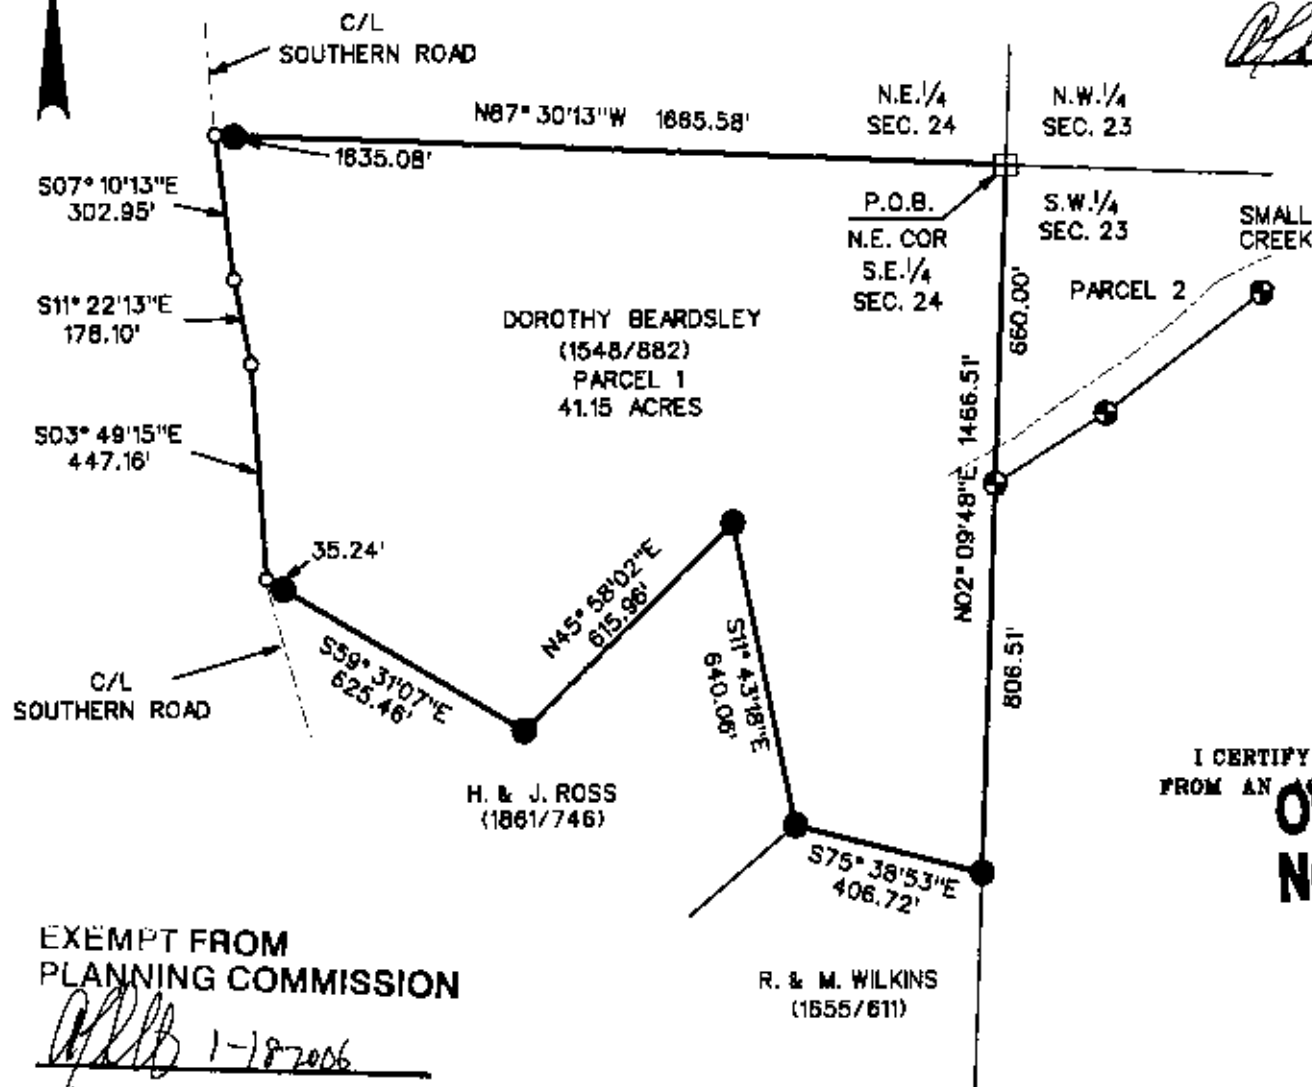 C/L
SOUTHERN ROAD
N87° 30'13"W 1665.58'
N.E.1/4
SEC. 24
N.W.1/4
SEC. 23
1635.08'
S07° 10'13"E
302.95'
P.O.B.
N.E. COR
S.E.1/4
SEC. 24
S.W.1/4
SEC. 23
SMALL
CREEK
660.00'
PARCEL 2
S11° 22'13"E
178.10'
DOROTHY BEARDSLEY
(1548/882)
PARCEL 1
41.15 ACRES
N02° 09'48"E 1466.51'
S03° 49'15"E
447.16'
35.24'
N45° 58'02"E
615.96'
S11° 43'18"E
640.06'
S59° 31'07"E
625.46'
806.51'
C/L
SOUTHERN ROAD
H. & J. ROSS
(1861/746)
I CERTIFY
FROM AN
S75° 38'53"E
406.72'
R. & M. WILKINS
(1655/611)
EXEMPT FROM
PLANNING COMMISSION
1-18-2006